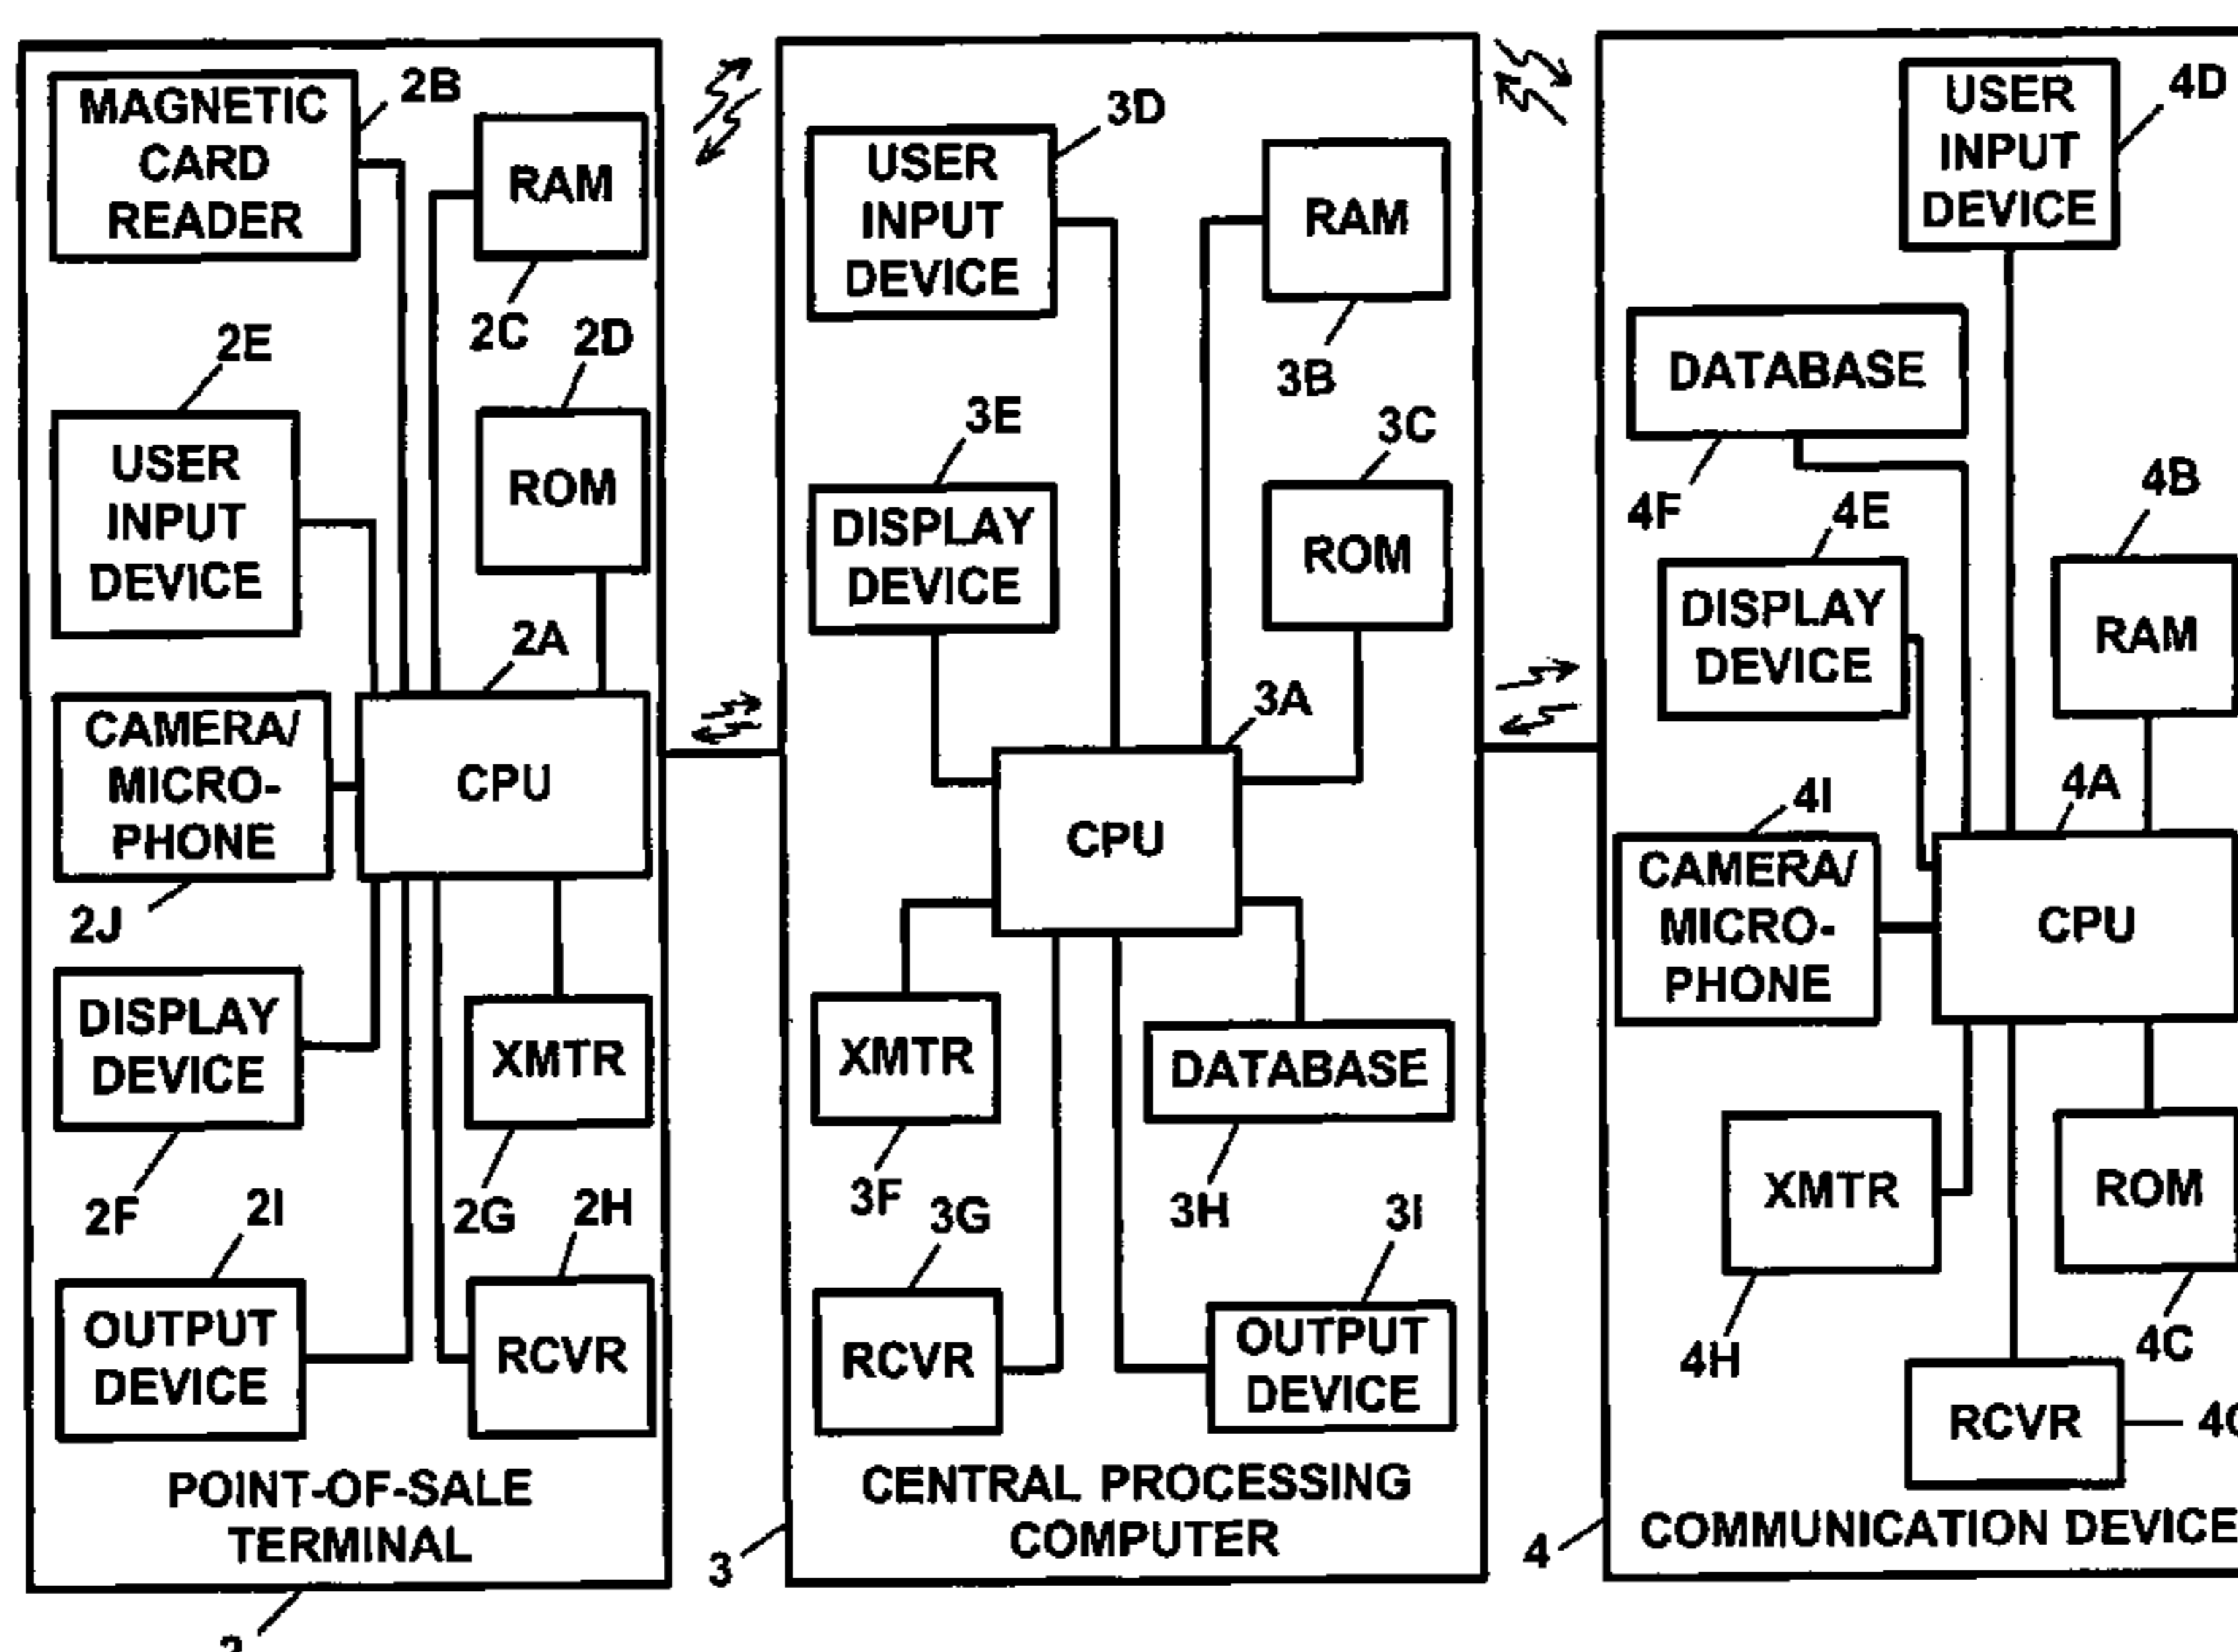 MAGNETIC
CARD
READER
2B
RAM
2C
2D
ROM
2E
USER
INPUT
DEVICE
2A
CPU
CAMERA/
MICRO-
PHONE
2J
DISPLAY
DEVICE
2F
XMTR
2G
2H
RCVR
2I
OUTPUT
DEVICE
POINT-OF-SALE
TERMINAL
USER
INPUT
DEVICE
3D
RAM
3B
3E
DISPLAY
DEVICE
3C
ROM
3A
CPU
XMTR
3F
DATABASE
3H
3G
RCVR
3I
OUTPUT
DEVICE
CENTRAL PROCESSING
COMPUTER
3
USER
INPUT
DEVICE
4D
DATABASE
4F
4E
DISPLAY
DEVICE
4B
RAM
4I
CAMERA/
MICRO-
PHONE
4A
CPU
XMTR
4H
ROM
4C
RCVR
COMMUNICATION DEVICE
4